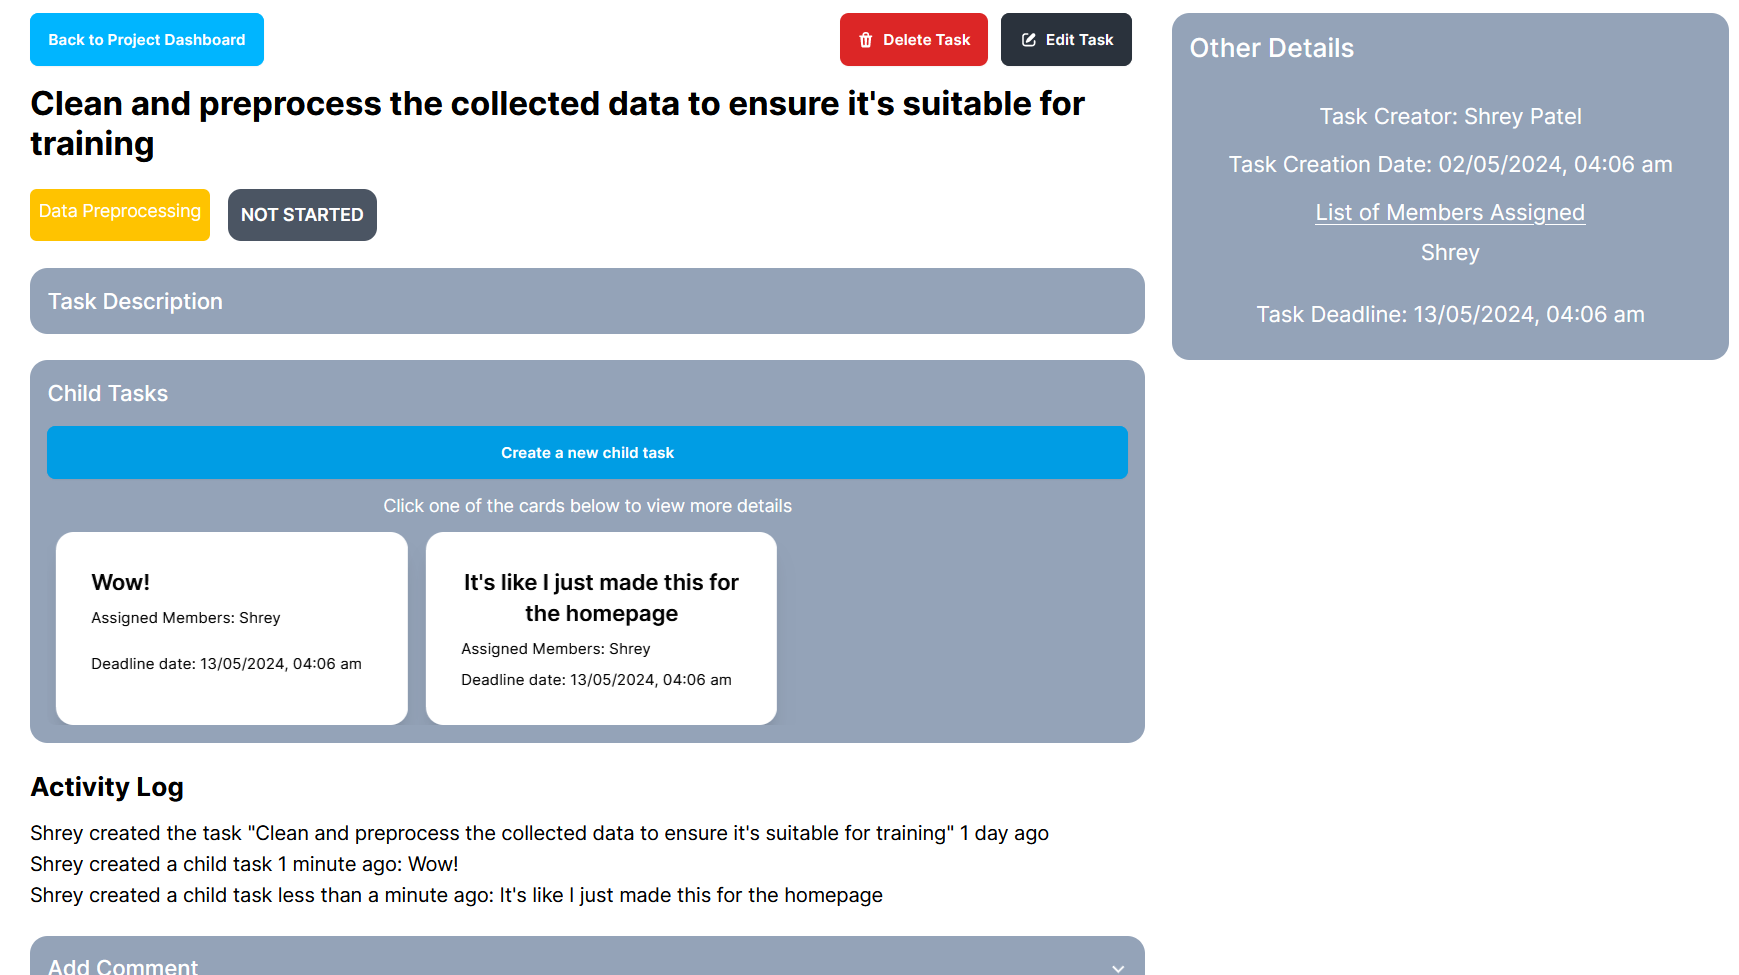 Back to Project Dashboard
Delete Task
Edit Task
Clean and preprocess the collected data to ensure it's suitable for
training
Data Preprocessing
NOT STARTED
Task Description
Child Tasks
Create a new child task
Click one of the cards below to view more details
Wow!
Assigned Members: Shrey
Deadline date: 13/05/2024, 04:06 am
It's like I just made this for
the homepage
Assigned Members: Shrey
Deadline date: 13/05/2024, 04:06 am
Activity Log
Shrey created the task "Clean and preprocess the collected data to ensure it's suitable for training" 1 day ago
Shrey created a child task 1 minute ago: Wow!
Shrey created a child task less than a minute ago: It's like I just made this for the homepage
Add Comment
Other Details
Task Creator: Shrey Patel
Task Creation Date: 02/05/2024, 04:06 am
List of Members Assigned
Shrey
Task Deadline: 13/05/2024, 04:06 am